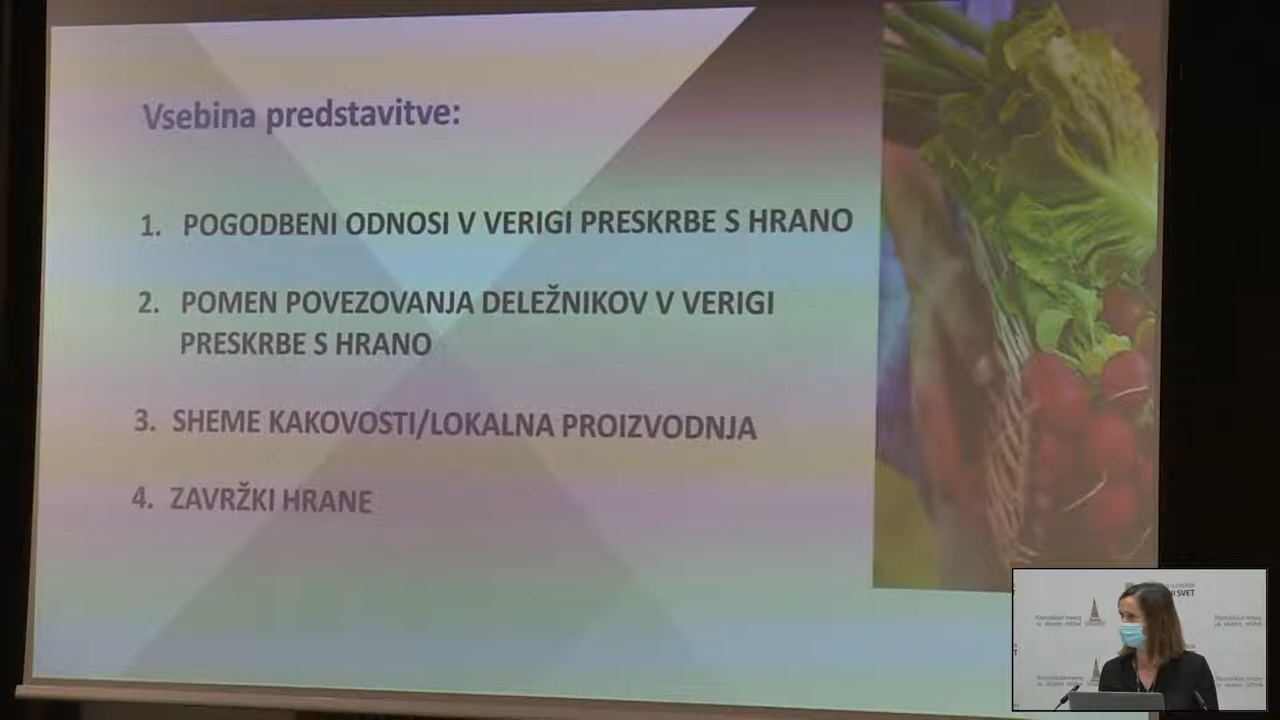 Vsebina predstavitve:
1. POGODBENI ODNOSI V VERIGI PRESKRBE S HRANO
2. POMEN POVEZOVANJA DELEŽNIKOV V VERIGI
PRESKRBE S HRANO
3. SHEME KAKOVOSTI/LOKALNA PROIZVODNJA
4. ZAVRŽKI HRANE
SVET